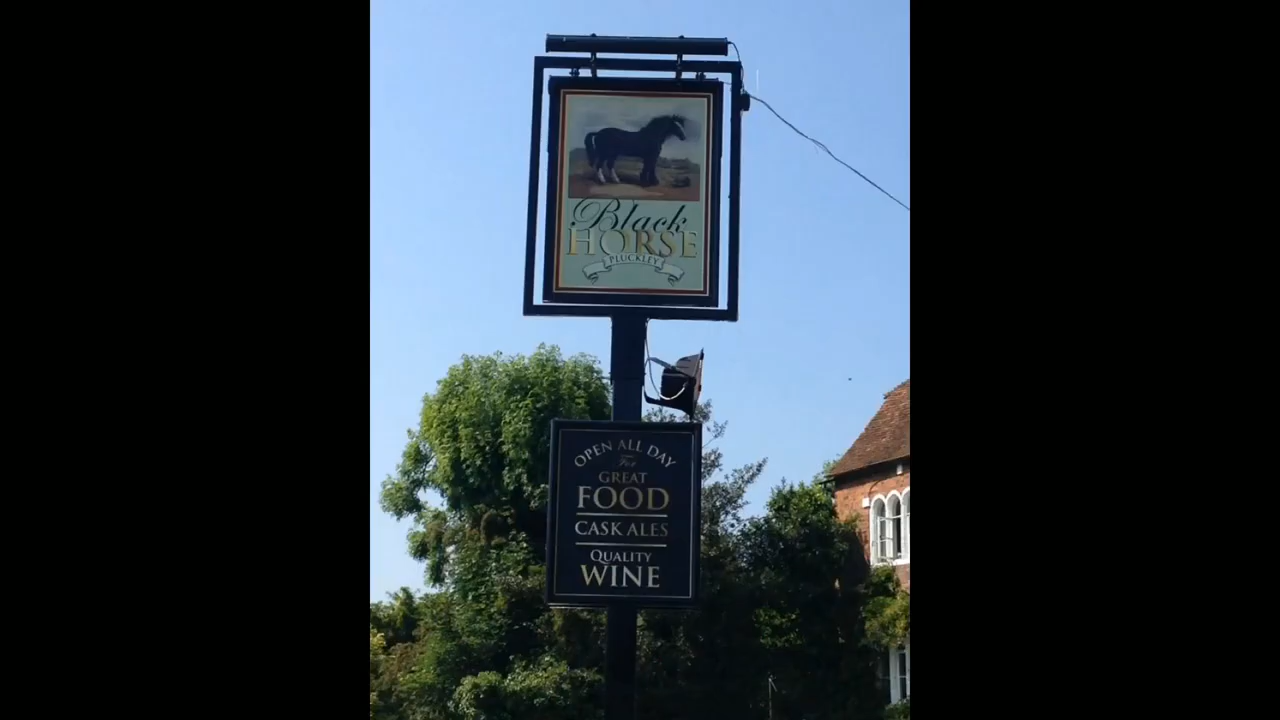 Black
HORSE
PLUCKLEY
OPEN ALL DAY
For
GREAT
FOOD
CASK ALES
QUALITY
WINE